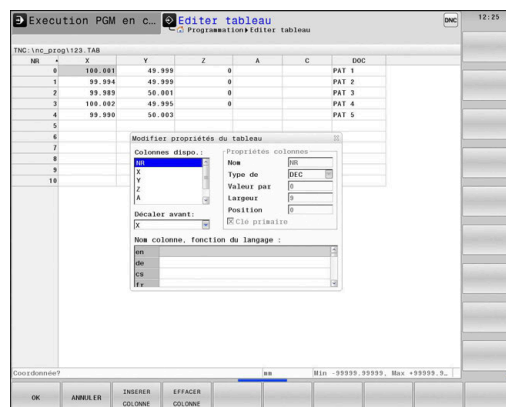 Execution PGM en c... Editer tableau DNC 12:25
Programmation Editer tableau
TNC:\nc_prog\123.TAB
NR X Y Z A C DOC
0 100.001 49.999 0 PAT 1
1 99.994 49.999 0 PAT 2
2 99.989 50.001 0 PAT 3
3 100.002 49.995 0 PAT 4
4 99.990 50.003 PAT 5
5
6
7
8
9
10
Modifier propriétés du tableau
Colonnes dispo.: Propriétés colonnes
NR
X
Y
Z
A
Nom NR
Type de DEC
Valeur par 0
Largeur 9
Position 0
Clé primaire
Décaler avant:
X
Nom colonne, fonction du langage :
en
de
cs
fr
Coordonnée? mm Min -99999.99999, Max +99999.9…
OK ANNULER INSERER COLONNE EFFACER COLONNE